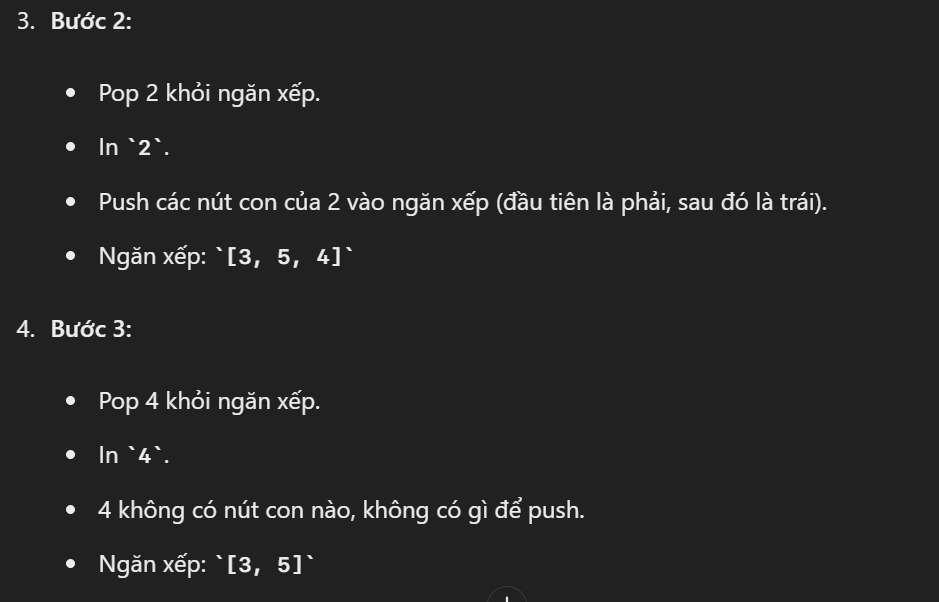 3. Bước 2:
• Pop 2 khỏi ngăn xếp.
• In `2`.
• Push các nút con của 2 vào ngăn xếp (đầu tiên là phải, sau đó là trái).
• Ngăn xếp: `[3, 5, 4]`
4. Bước 3:
• Pop 4 khỏi ngăn xếp.
• In `4`.
• 4 không có nút con nào, không có gì để push.
• Ngăn xếp: `[3, 5]`